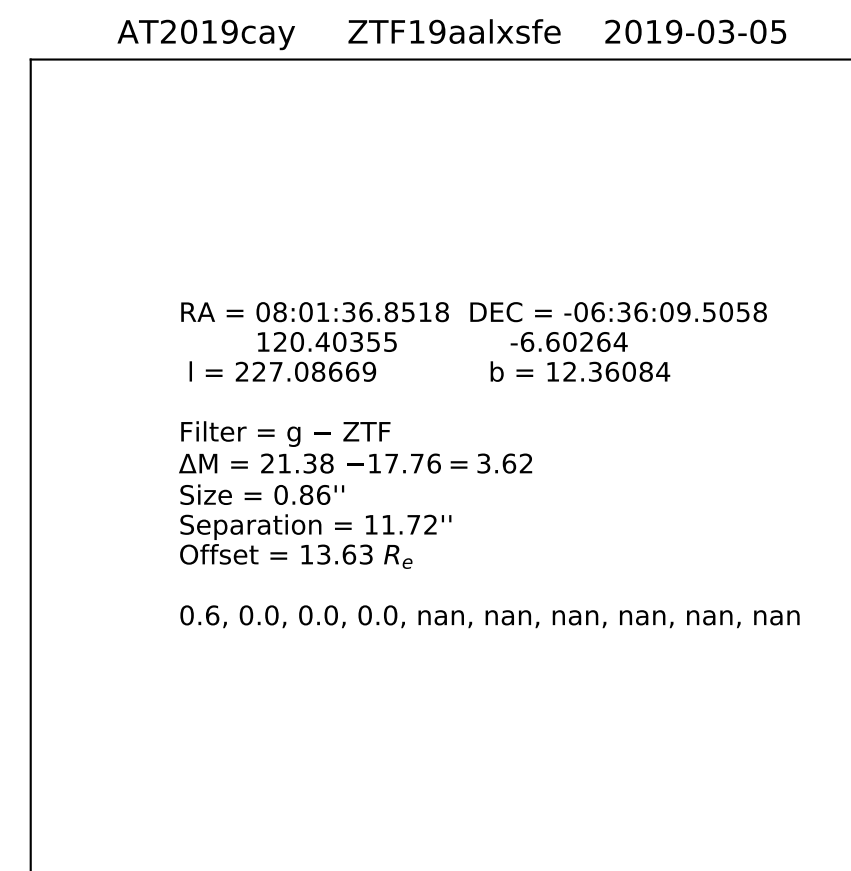 AT2019cay ZTF19aalxsfe 2019-03-05
RA = 08:01:36.8518 DEC = -06:36:09.5058
120.40355 -6.60264
l = 227.08669 b = 12.36084
Filter = g − ZTF
ΔM = 21.38 −17.76 = 3.62
Size = 0.86''
Separation = 11.72''
Offset = 13.63 Re
0.6, 0.0, 0.0, 0.0, nan, nan, nan, nan, nan, nan